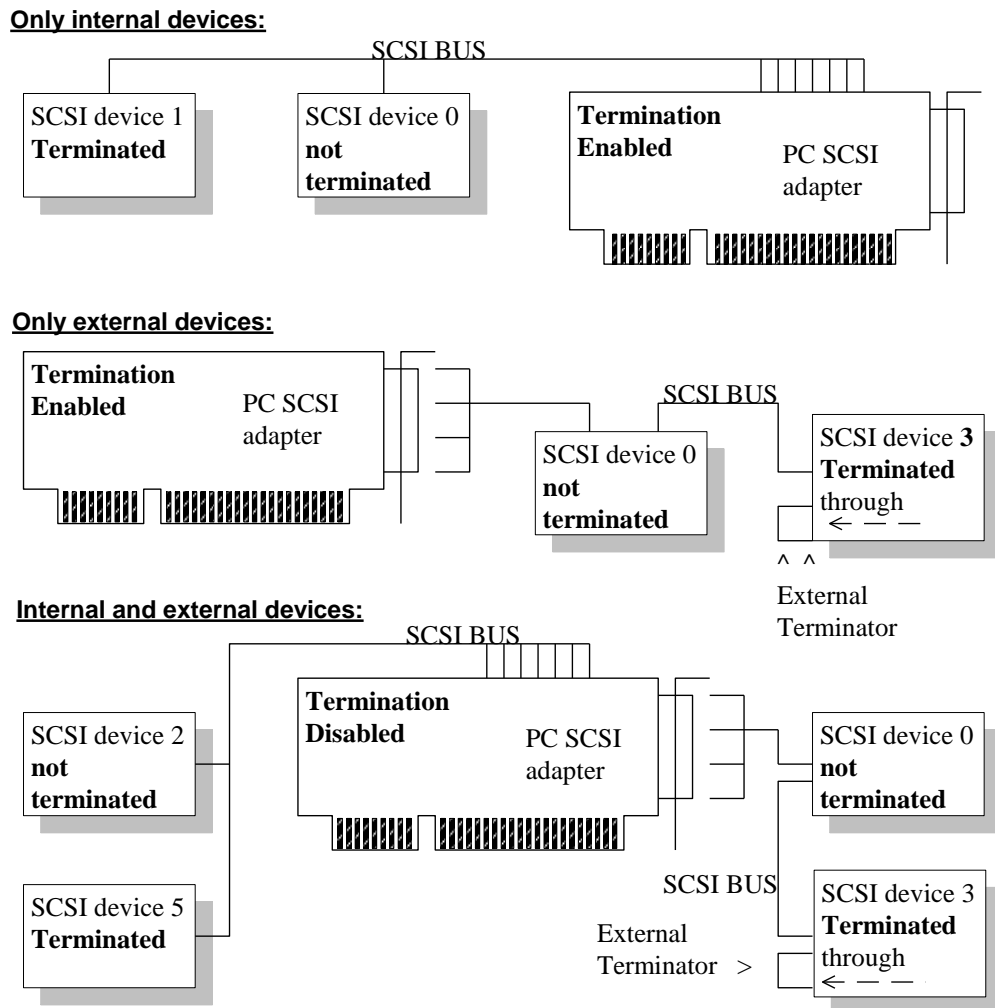 Only internal devices:
SCSI BUS
SCSI device 1
Terminated
SCSI device 0
not
terminated
Termination
Enabled
PC SCSI
adapter
Only external devices:
Termination
Enabled
PC SCSI
adapter
SCSI BUS
SCSI device 0
not
terminated
SCSI device 3
Terminated
through
^ ^
External
Terminator
Internal and external devices:
SCSI BUS
Termination
Disabled
PC SCSI
adapter
SCSI device 2
not
terminated
SCSI device 0
not
terminated
SCSI device 5
Terminated
SCSI BUS
External
Terminator >
SCSI device 3
Terminated
through